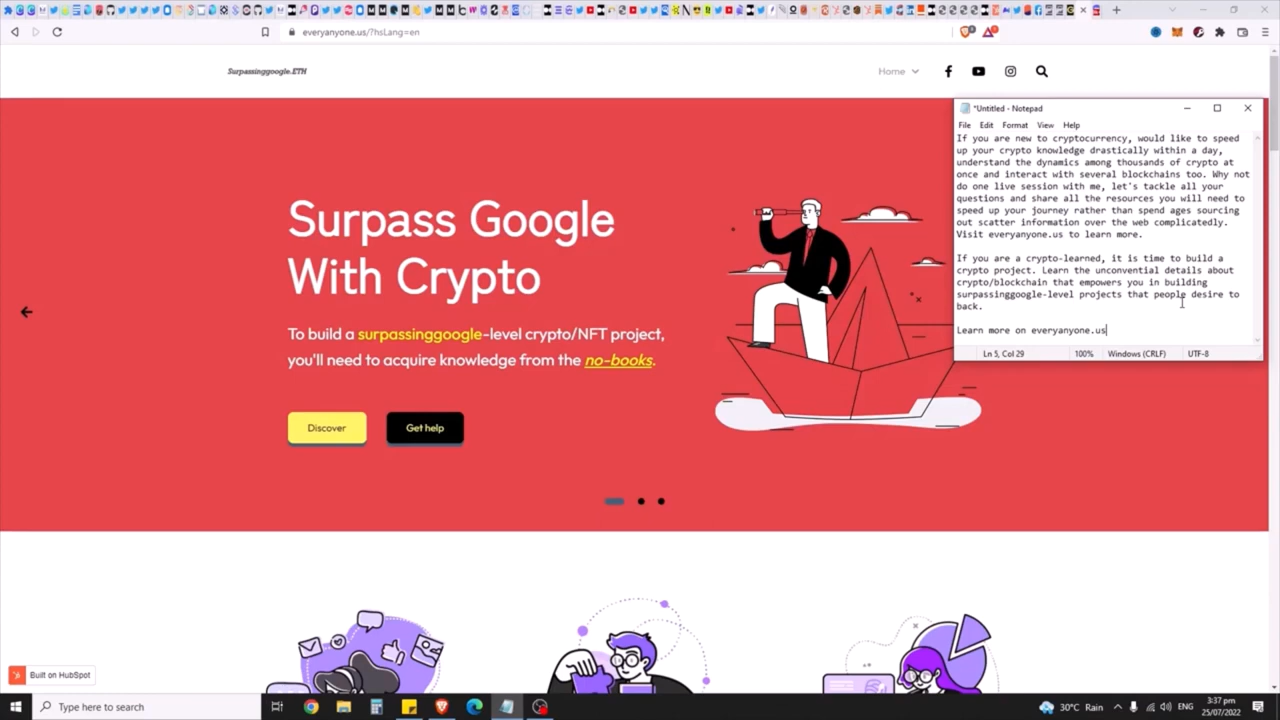 everyanyone.us/?hsLang=en
Surpassinggoogle.ETH
Home
Surpass Google
With Crypto
To build a surpassinggoogle-level crypto/NFT project,
you'll need to acquire knowledge from the no-books.
Discover
Get help
*Untitled - Notepad
File Edit Format View Help
If you are new to cryptocurrency, would like to speed
up your crypto knowledge drastically within a day,
understand the dynamics among thousands of crypto at
once and interact with several blockchains too. Why not
do one live session with me, let's tackle all your
questions and share all the resources you will need to
speed up your journey rather than spend ages sourcing
out scatter information over the web complicatedly.
Visit everyanyone.us to learn more.
If you are a crypto-learned, it is time to build a
crypto project. Learn the unconvential details about
crypto/blockchain that empowers you in building
surpassinggoogle-level projects that people desire to
back.
Learn more on everyanyone.us
Ln 5, Col 29 100% Windows (CRLF) UTF-8
Built on HubSpot
Type here to search
30°C Rain
ENG
3:37 pm
25/07/2022